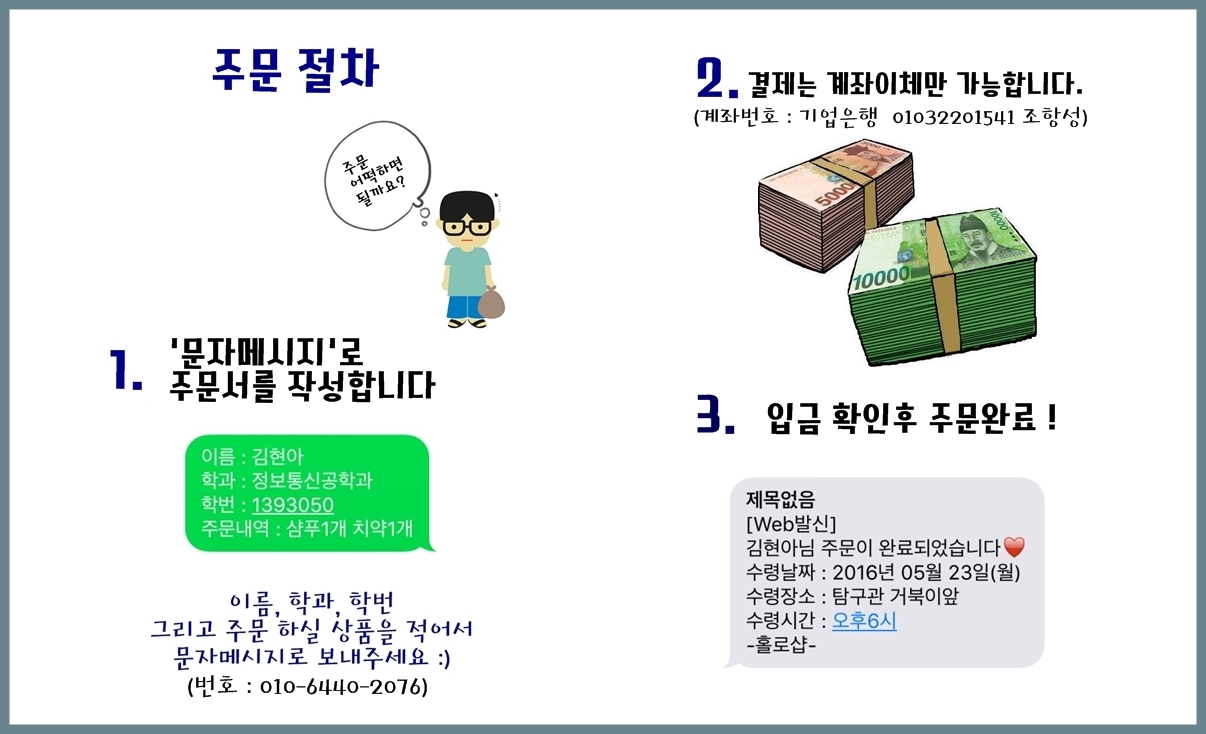 주문 절차
주문
어떡하면
될까요?
1.
'문자메시지'로
주문서를 작성합니다
이름 : 김현아
학과 : 정보통신공학과
학번 : 1393050
주문내역 : 샴푸1개 치약1개
이름, 학과, 학번
그리고 주문 하실 상품을 적어서
문자메시지로 보내주세요 :)
(번호 : 010-6440-2076)
2. 결제는 계좌이체만 가능합니다.
(계좌번호 : 기업은행 01032201541 조항성)
5000
10000
10000
3. 입금 확인후 주문완료 !
제목없음
[Web발신]
김현아님 주문이 완료되었습니다❤️
수령날짜 : 2016년 05월 23일(월)
수령장소 : 탐구관 거북이앞
수령시간 : 오후6시
-홀로샵-